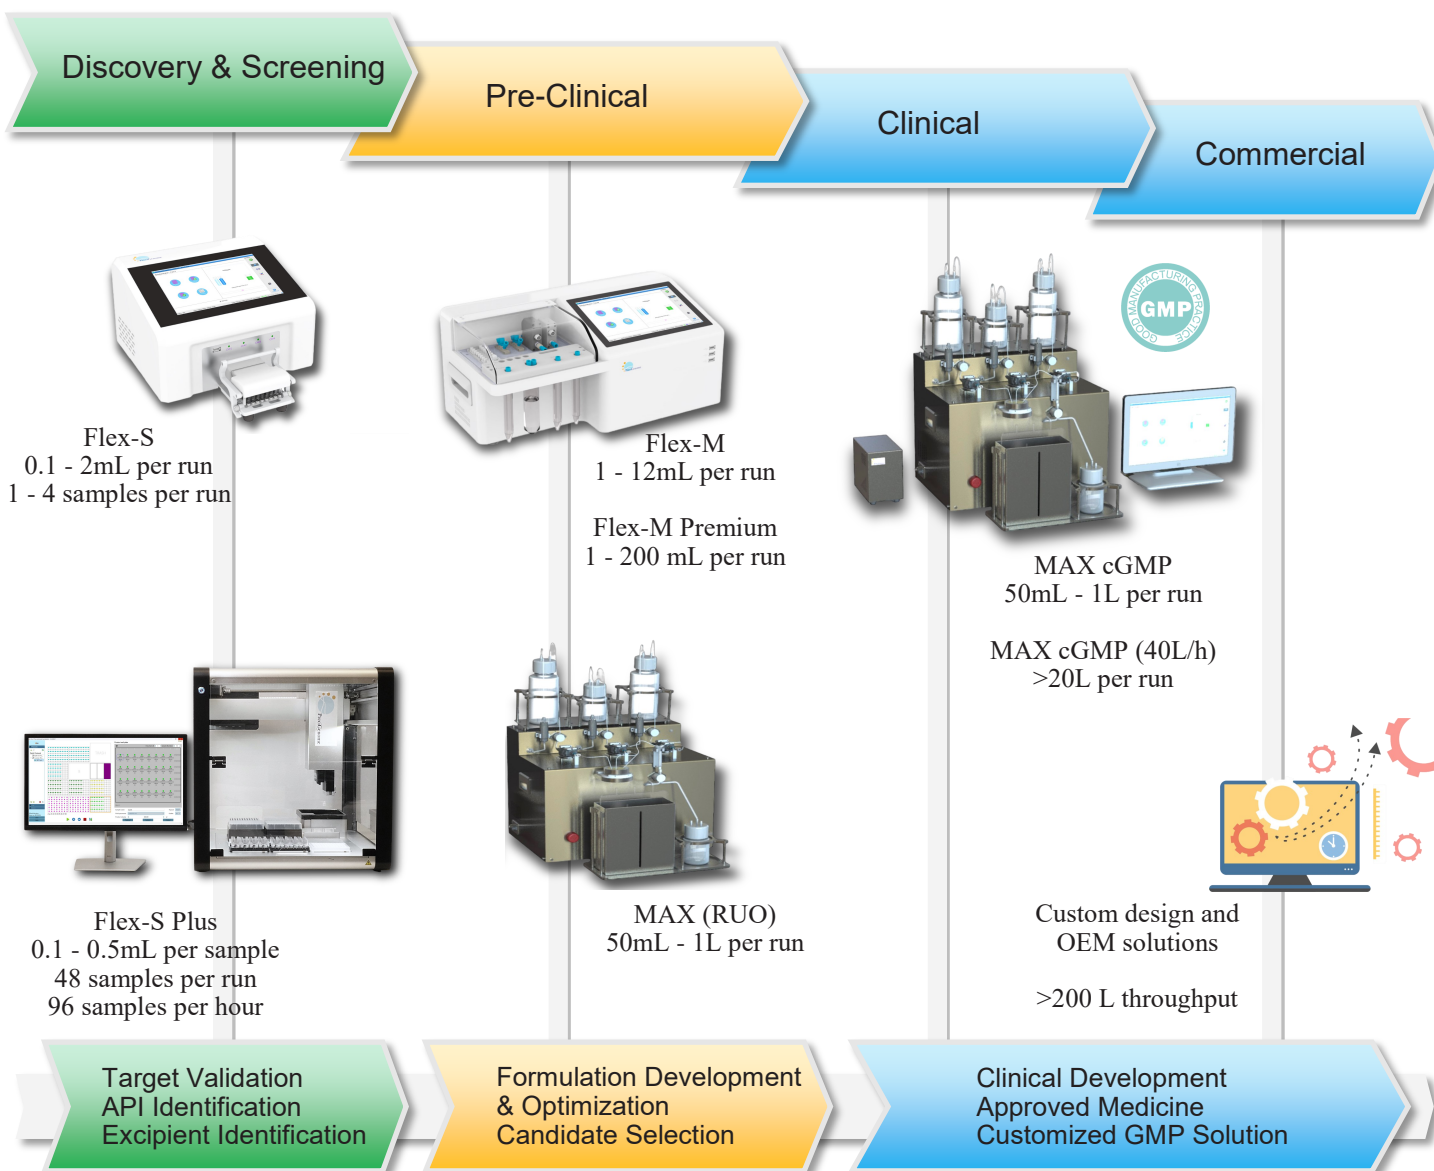 Discovery & Screening
Pre-Clinical
Clinical
Commercial
Flex-S
0.1 - 2mL per run
1 - 4 samples per run
Flex-M
1 - 12mL per run
Flex-M Premium
1 - 200 mL per run
GOOD MANUFACTURING PRACTICE
GMP
MAX cGMP
50mL - 1L per run
MAX cGMP (40L/h)
>20L per run
Flex-S Plus
0.1 - 0.5mL per sample
48 samples per run
96 samples per hour
MAX (RUO)
50mL - 1L per run
Custom design and
OEM solutions
>200 L throughput
Target Validation
API Identification
Excipient Identification
Formulation Development
& Optimization
Candidate Selection
Clinical Development
Approved Medicine
Customized GMP Solution